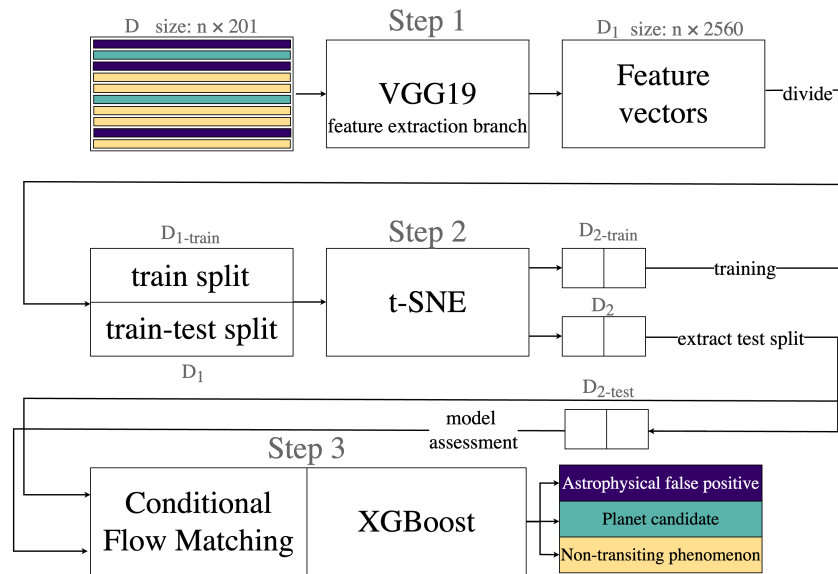 D size: n × 201
Step 1
D₁ size: n × 2560
VGG19
feature extraction branch
Feature
vectors
divide
D₁₋train
Step 2
D₂₋train
train split
train-test split
t-SNE
training
D₂
extract test split
D₁
D₂₋test
model
assessment
Step 3
Conditional
Flow Matching
XGBoost
Astrophysical false positive
Planet candidate
Non-transiting phenomenon